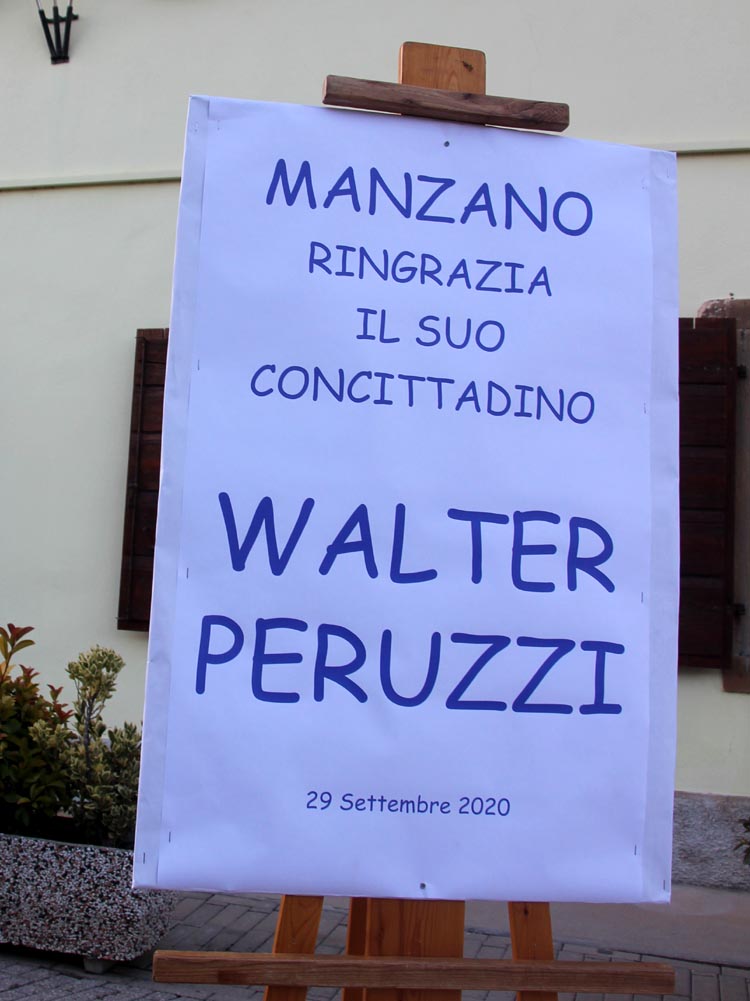 MANZANO
RINGRAZIA
IL SUO
CONCITTADINO
WALTER
PERUZZI
29 Settembre 2020